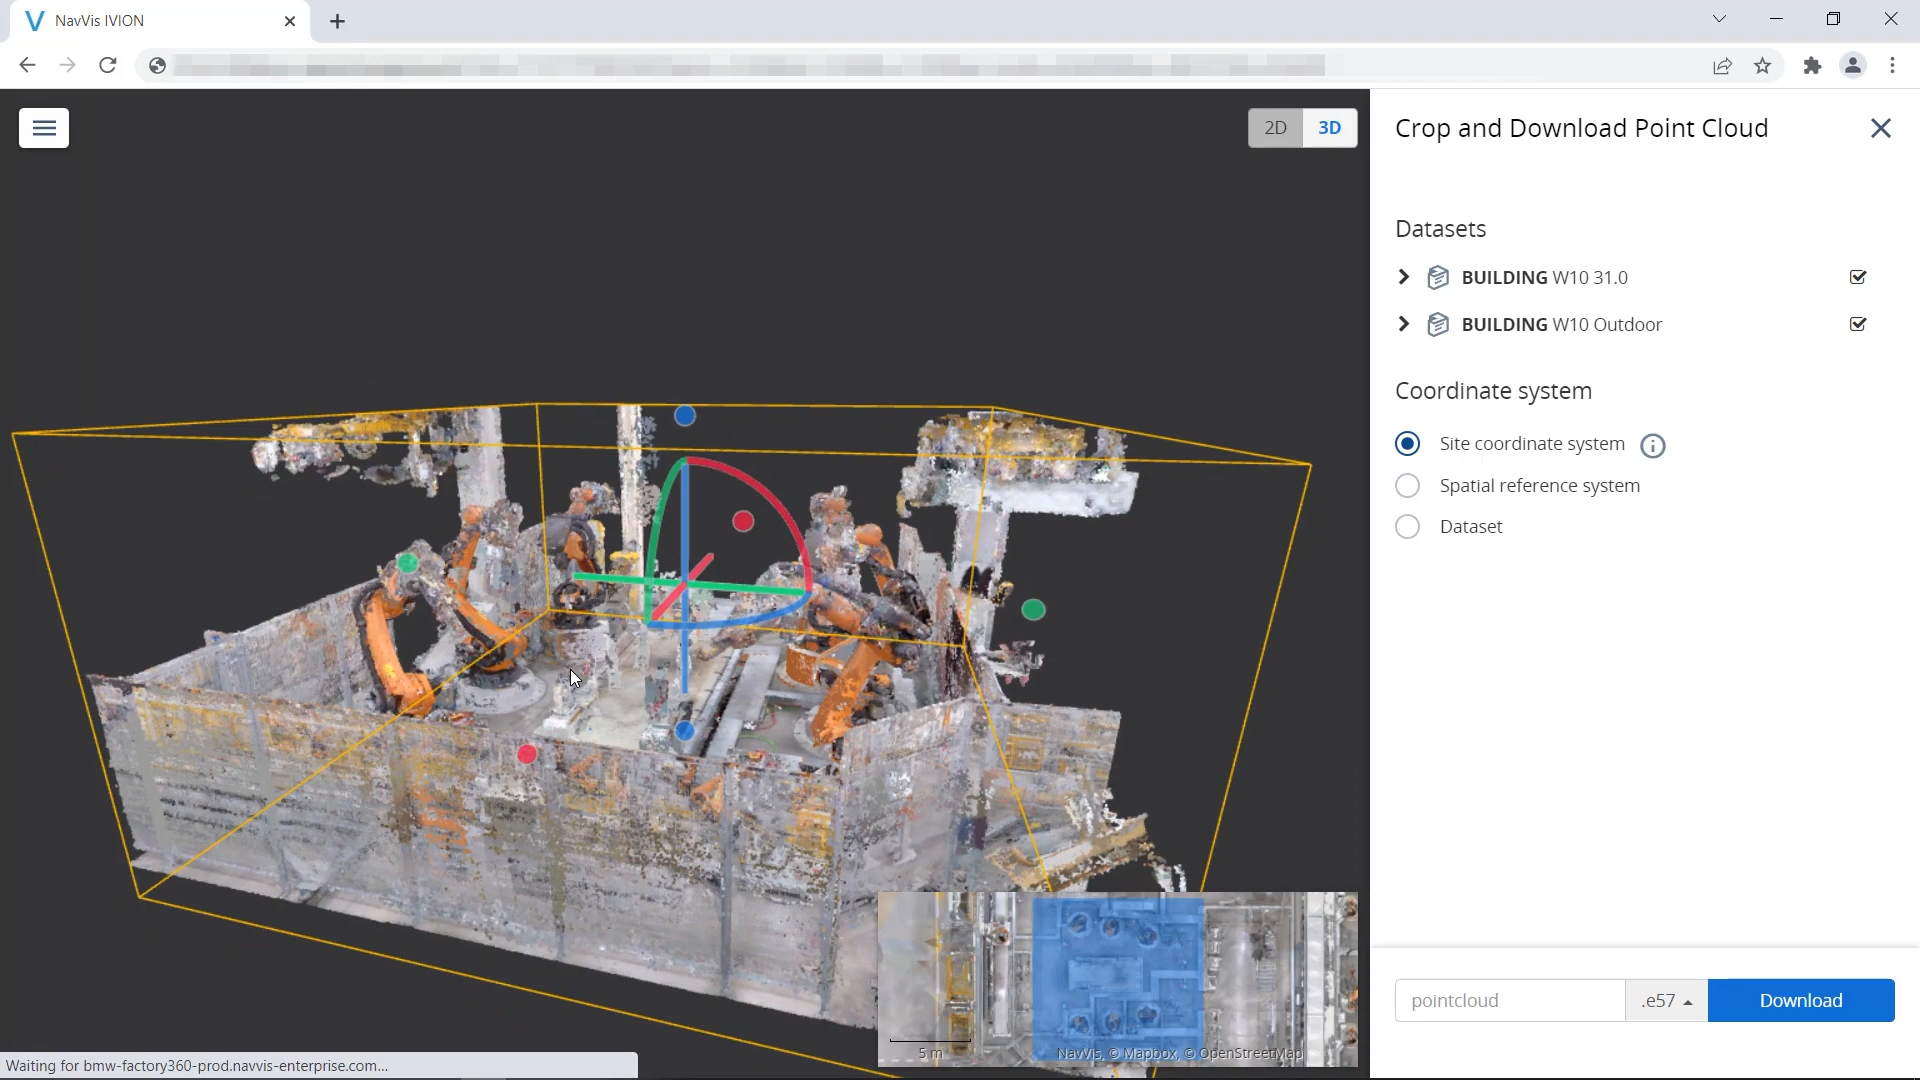 NavVis IVION
2D
3D
Crop and Download Point Cloud
Datasets
BUILDING W10 31.0
BUILDING W10 Outdoor
Coordinate system
Site coordinate system
Spatial reference system
Dataset
5 m
NavVis, © Mapbox, © OpenStreetMap
pointcloud
.e57
Download
Waiting for bmw-factory360-prod.navvis-enterprise.com...